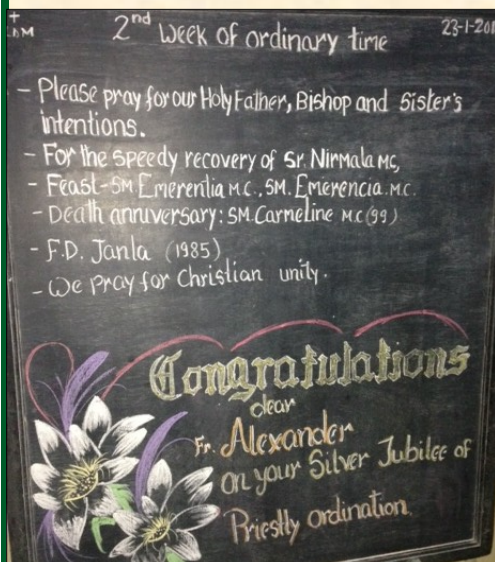 +
LDM
2nd Week of ordinary time
23-1-201
- Please pray for our Holy Father, Bishop and Sister's
intentions.
- For the speedy recovery of Sr. Nirmala MC,
- Feast-SM Emerentia M.C., SM. Emerencia. M.C.
- Death anniversary: SM. Carmeline M.C (99)
- F.D. Janla (1985)
- We pray for Christian unity.
Congratulations
dear
Fr. Alexander
on your Silver Jubilee of
Priestly ordination